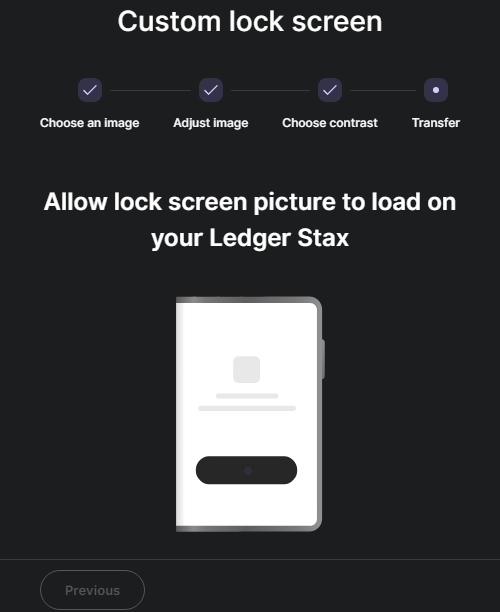 Custom lock screen
Choose an image
Adjust image
Choose contrast
Transfer
Allow lock screen picture to load on
your Ledger Stax
Previous